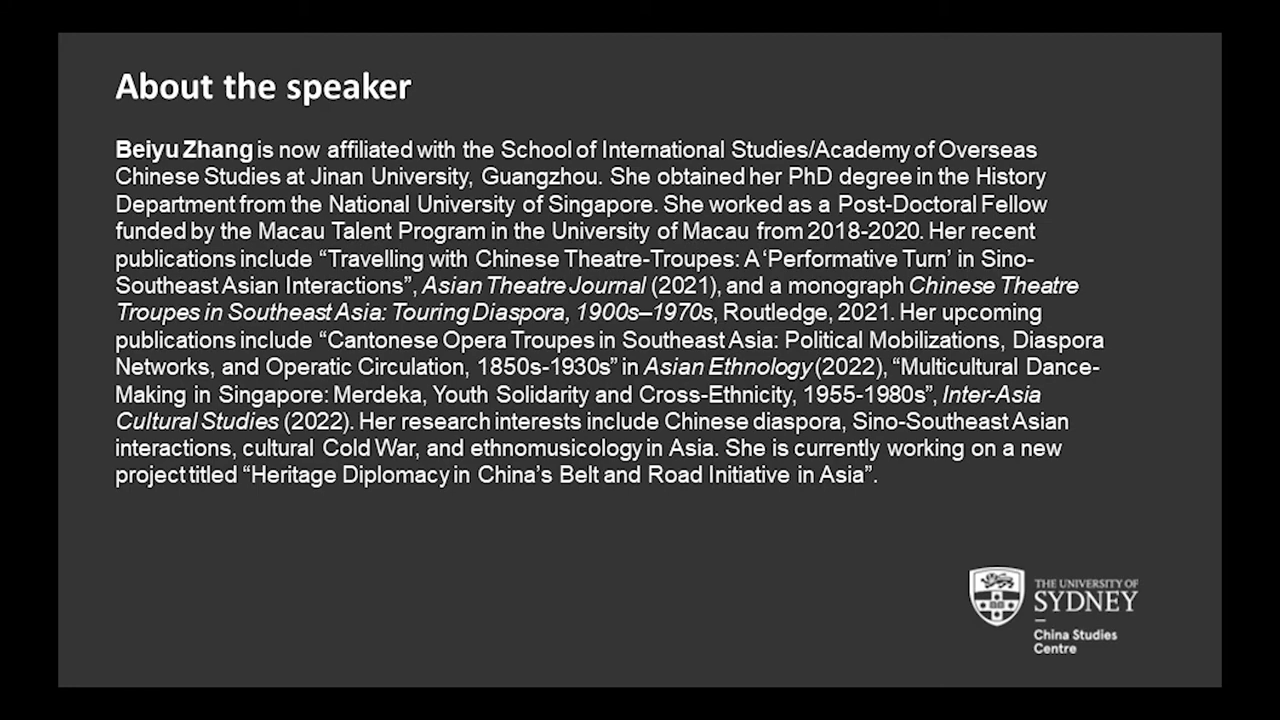 About the speaker
Beiyu Zhang is now affiliated with the School of International Studies/Academy of Overseas
Chinese Studies at Jinan University, Guangzhou. She obtained her PhD degree in the History
Department from the National University of Singapore. She worked as a Post-Doctoral Fellow
funded by the Macau Talent Program in the University of Macau from 2018-2020. Her recent
publications include “Travelling with Chinese Theatre-Troupes: A ‘Performative Turn’ in Sino-
Southeast Asian Interactions”, Asian Theatre Journal (2021), and a monograph Chinese Theatre
Troupes in Southeast Asia: Touring Diaspora, 1900s–1970s, Routledge, 2021. Her upcoming
publications include “Cantonese Opera Troupes in Southeast Asia: Political Mobilizations, Diaspora
Networks, and Operatic Circulation, 1850s-1930s” in Asian Ethnology (2022), “Multicultural Dance-
Making in Singapore: Merdeka, Youth Solidarity and Cross-Ethnicity, 1955-1980s”, Inter-Asia
Cultural Studies (2022). Her research interests include Chinese diaspora, Sino-Southeast Asian
interactions, cultural Cold War, and ethnomusicology in Asia. She is currently working on a new
project titled “Heritage Diplomacy in China’s Belt and Road Initiative in Asia”.
THE UNIVERSITY OF
SYDNEY
China Studies
Centre